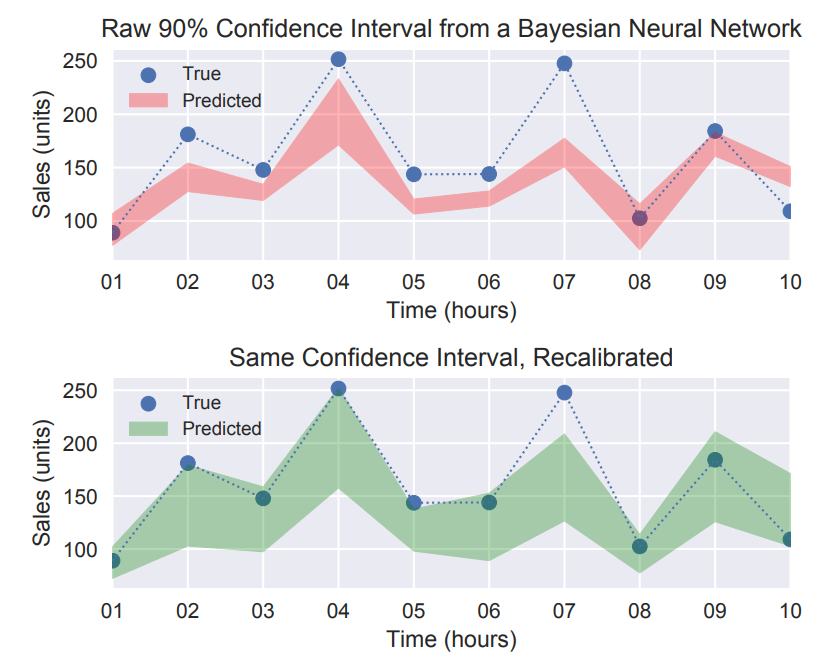 Raw 90% Confidence Interval from a Bayesian Neural Network
250
200
150
100
Sales (units)
True
Predicted
01 02 03 04 05 06 07 08 09 10
Time (hours)
Same Confidence Interval, Recalibrated
250
200
150
100
Sales (units)
True
Predicted
01 02 03 04 05 06 07 08 09 10
Time (hours)